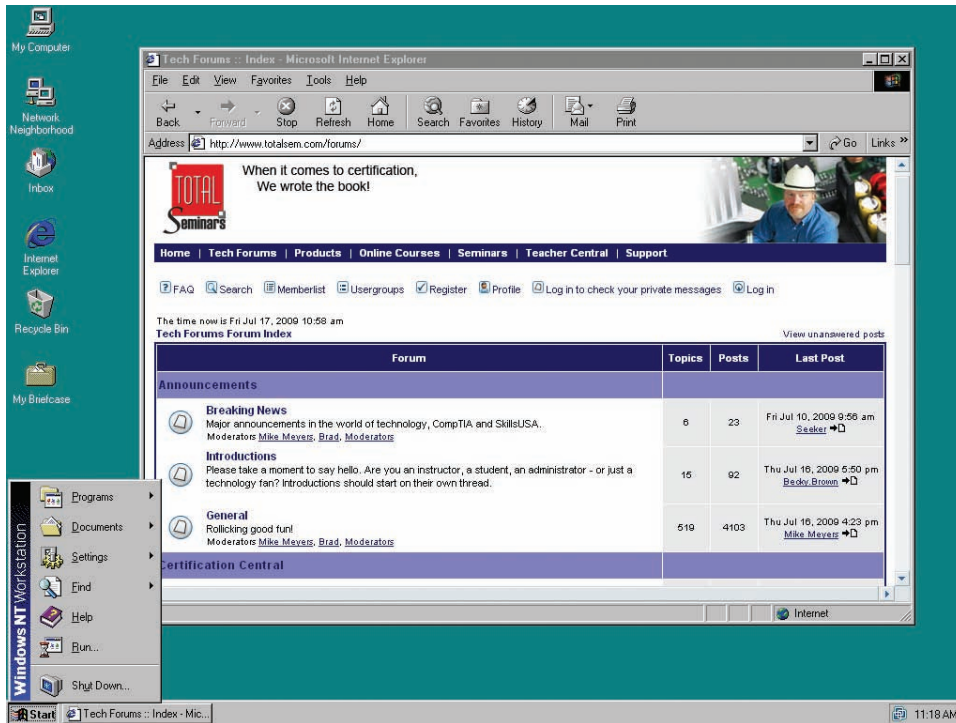 My Computer
Network
Neighborhood
Inbox
Internet
Explorer
Recycle Bin
My Briefcase
Tech Forums :: Index - Microsoft Internet Explorer
File Edit View Favorites Tools Help
Back Forward Stop Refresh Home Search Favorites History Mail Print
Address http://www.totalsem.com/forums/ Go Links »
TOTAL
Seminars
When it comes to certification,
We wrote the book!
Home | Tech Forums | Products | Online Courses | Seminars | Teacher Central | Support
FAQ Search Memberlist Usergroups Register Profile Log in to check your private messages Log in
The time now is Fri Jul 17, 2009 10:58 am
Tech Forums Forum Index View unanswered posts
Forum Topics Posts Last Post
Announcements
Breaking News
Major announcements in the world of technology, CompTIA and SkillsUSA.
Moderators Mike Meyers, Brad, Moderators
6 23 Fri Jul 10, 2009 9:56 am
Seeker
Introductions
Please take a moment to say hello. Are you an instructor, a student, an administrator - or just a
technology fan? Introductions should start on their own thread.
15 92 Thu Jul 16, 2009 5:50 pm
Becky.Brown
General
Rollicking good fun!
Moderators Mike Meyers, Brad, Moderators
519 4103 Thu Jul 16, 2009 4:23 pm
Mike Meyers
Certification Central
Internet
Windows NT Workstation
Programs
Documents
Settings
Find
Help
Run...
Shut Down...
Start Tech Forums :: Index - Mic... 11:18 AM